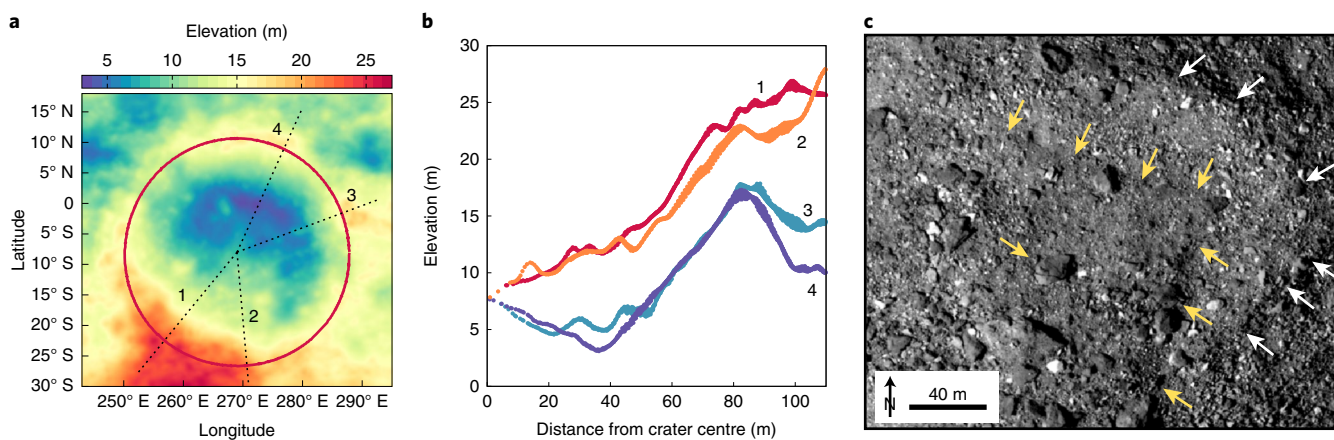 a
Elevation (m)
5 10 15 20 25
15° N
10° N
5° N
0
5° S
10° S
15° S
20° S
25° S
30° S
Latitude
4
3
1
2
250° E 260° E 270° E 280° E 290° E
Longitude
b
30
25
20
15
10
5
0
Elevation (m)
1
2
3
4
0 20 40 60 80 100
Distance from crater centre (m)
c
N
40 m